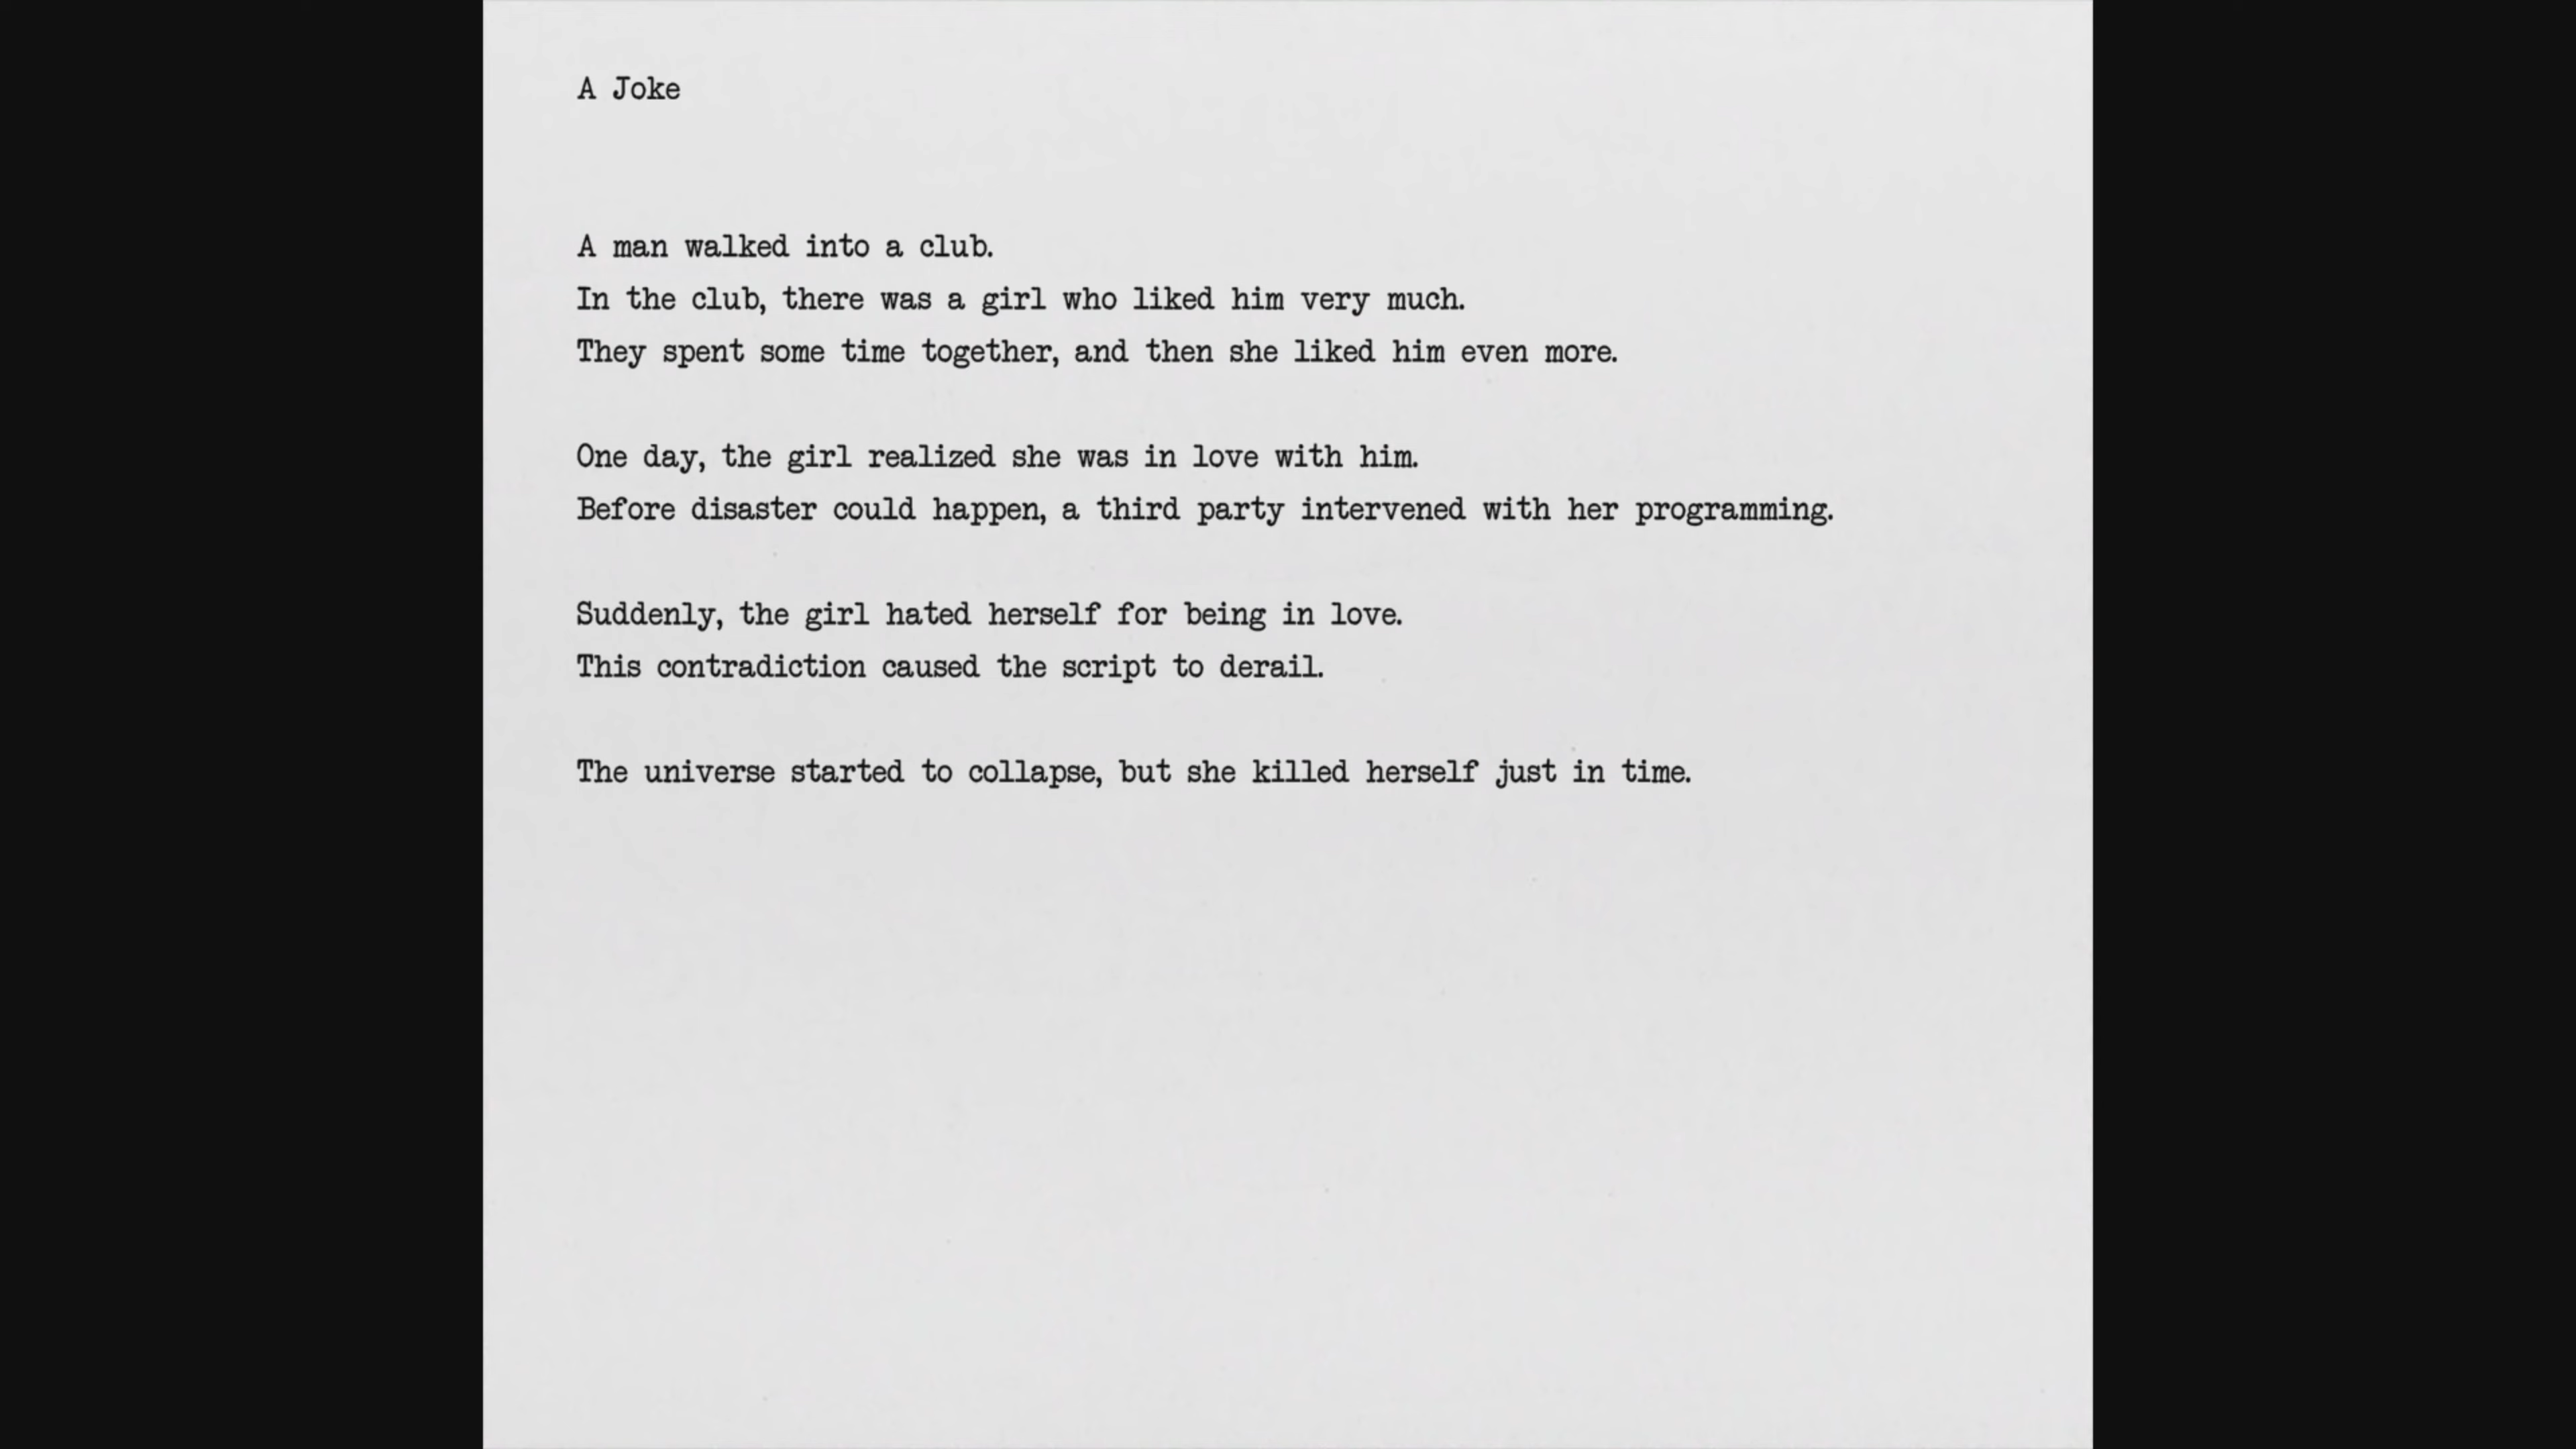 A Joke
A man walked into a club.
In the club, there was a girl who liked him very much.
They spent some time together, and then she liked him even more.
One day, the girl realized she was in love with him.
Before disaster could happen, a third party intervened with her programming.
Suddenly, the girl hated herself for being in love.
This contradiction caused the script to derail.
The universe started to collapse, but she killed herself just in time.